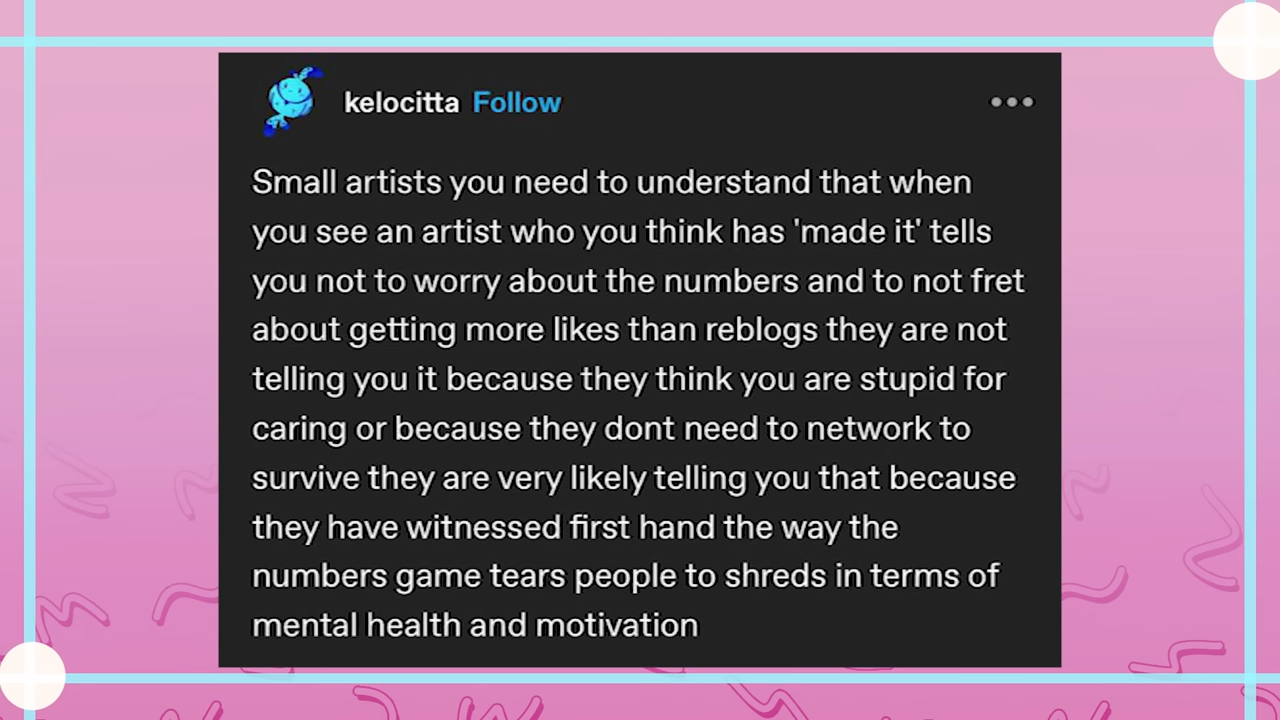 kelocitta Follow
Small artists you need to understand that when
you see an artist who you think has 'made it' tells
you not to worry about the numbers and to not fret
about getting more likes than reblogs they are not
telling you it because they think you are stupid for
caring or because they dont need to network to
survive they are very likely telling you that because
they have witnessed first hand the way the
numbers game tears people to shreds in terms of
mental health and motivation